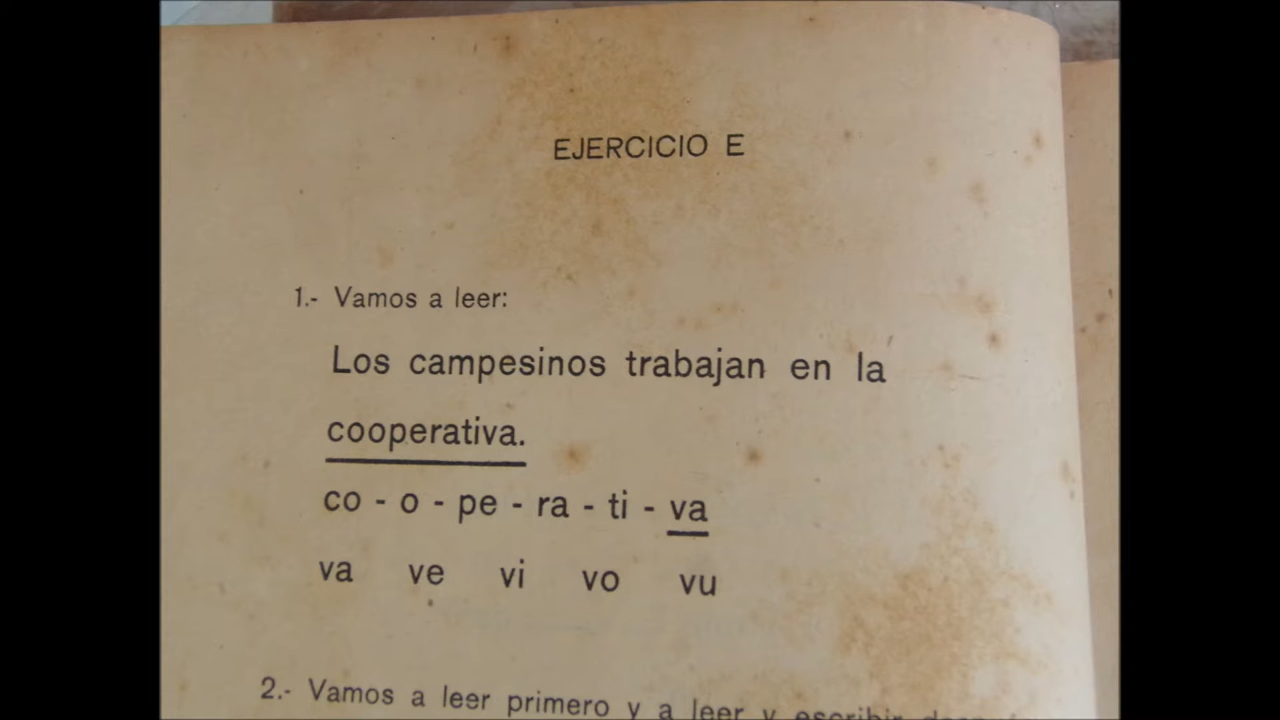 EJERCICIO E
1.- Vamos a leer:
Los campesinos trabajan en la
cooperativa.
co - o - pe - ra - ti - va
va ve vi vo vu
2.- Vamos a leer primero y a leer y escribir